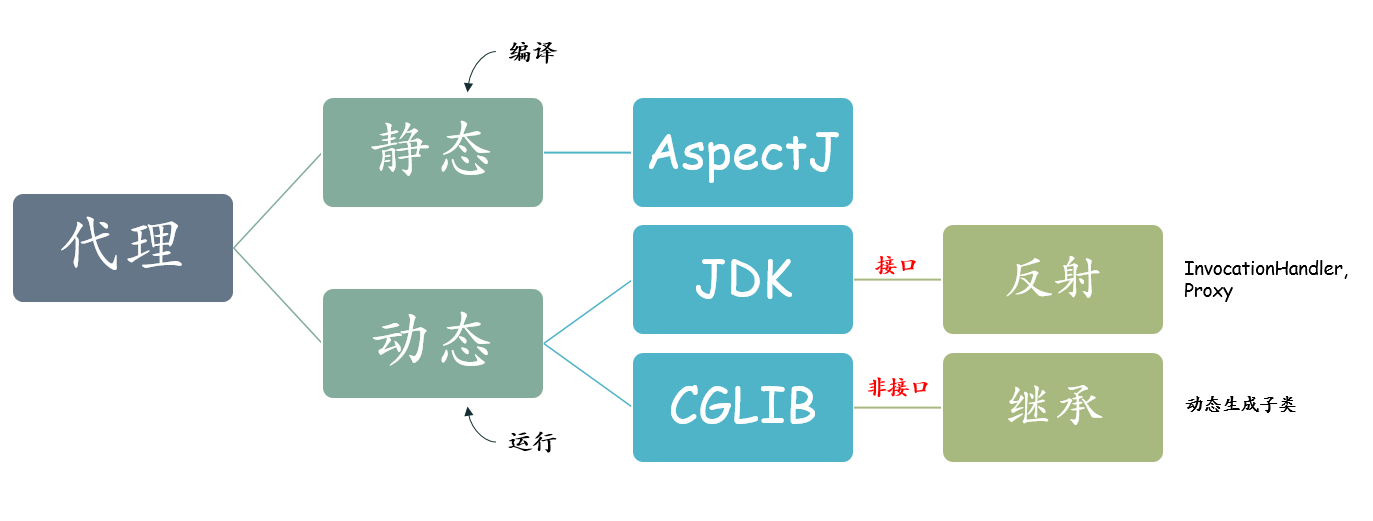 编译
静态
AspectJ
代理
JDK
接口
反射
InvocationHandler,
Proxy
动态
CGLIB
非接口
继承
动态生成子类
运行